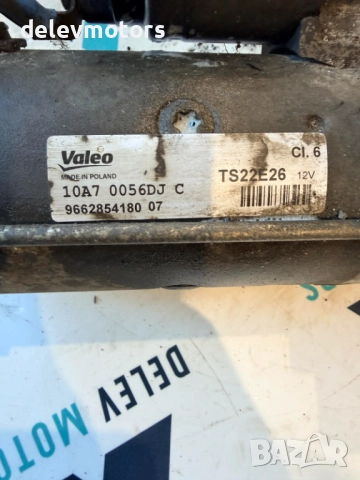 delevmotors
Valeo
MADE IN POLAND
10A7 0056DJ C
9662854180 07
Cl. 6
TS22E26 12V
DELEV MOTO
BAZAR